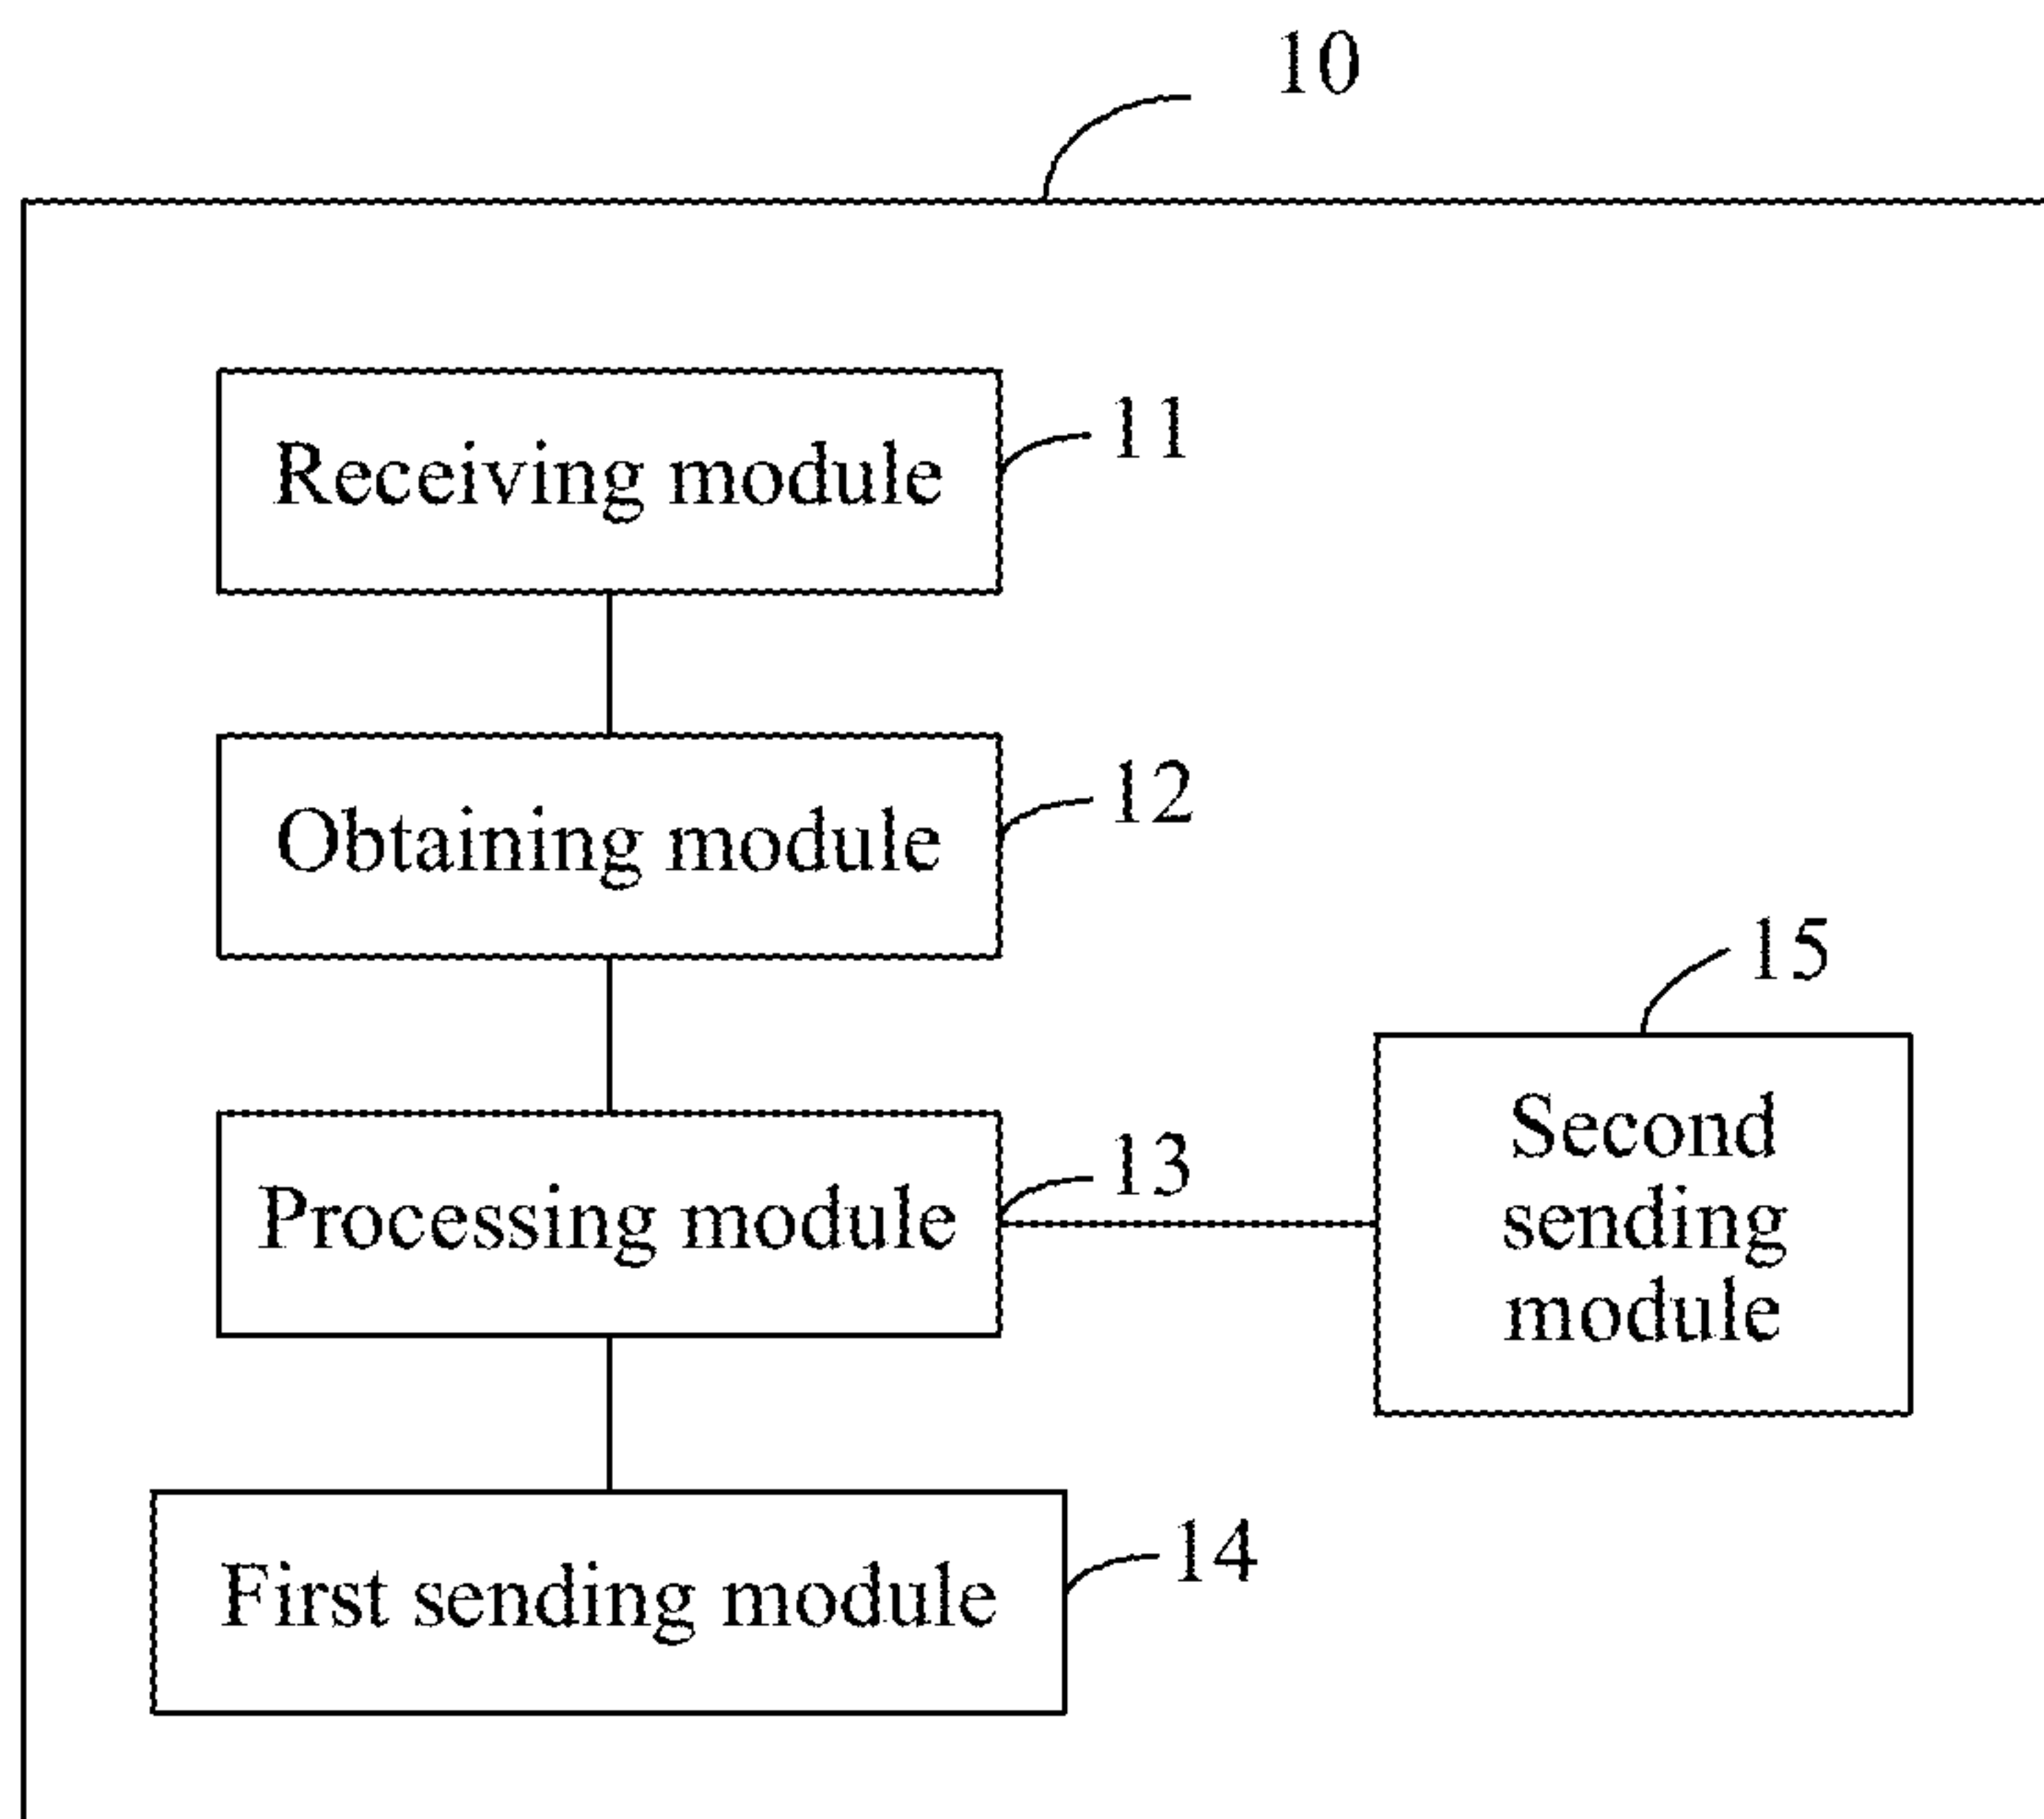 10
Receiving module
11
Obtaining module
12
15
Second
sending
module
Processing module
13
First sending module
14